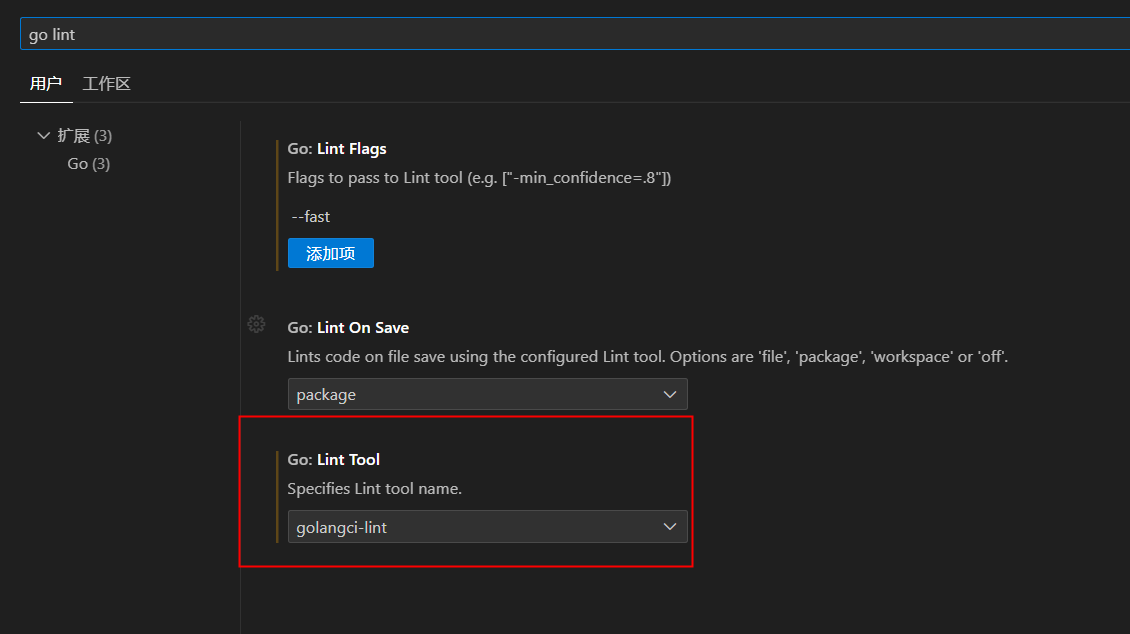 go lint
用户 工作区
扩展 (3)
Go (3)
Go: Lint Flags
Flags to pass to Lint tool (e.g. ["-min_confidence=.8"])
--fast
添加项
Go: Lint On Save
Lints code on file save using the configured Lint tool. Options are 'file', 'package', 'workspace' or 'off'.
package
Go: Lint Tool
Specifies Lint tool name.
golangci-lint